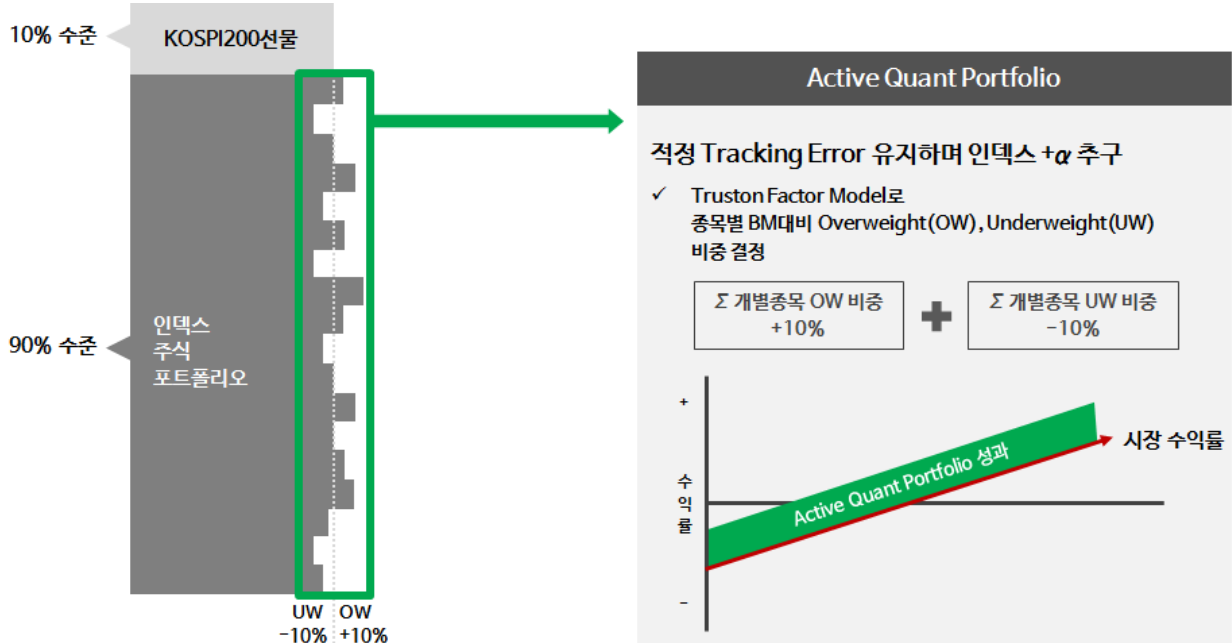 10% 수준
KOSPI200선물
90% 수준
인덱스
주식
포트폴리오
UW OW
-10% +10%
Active Quant Portfolio
적정 Tracking Error 유지하며 인덱스 +α 추구
✓ Truston Factor Model로
종목별 BM대비 Overweight(OW), Underweight(UW)
비중 결정
Σ 개별종목 OW 비중
+10%
+
Σ 개별종목 UW 비중
-10%
+
수
익
률
-
Active Quant Portfolio 성과
시장 수익률